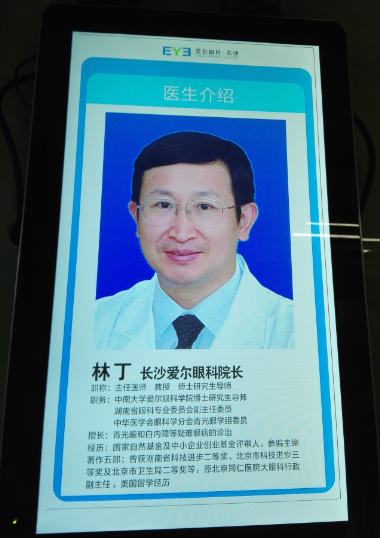 EYE 爱尔眼科·长沙
医生介绍
林丁 长沙爱尔眼科院长
职称：主任医师 教授 博士研究生导师
职务：中南大学爱尔眼科学院博士研究生导师
湖南省眼科专业委员会副主任委员
中华医学会眼科学分会青光眼学组委员
擅长：青光眼和白内障等疑难眼病的诊治
经历：国家自然基金及中小企业创业基金评审人。参编主编
著作五部；曾获湖南省科技进步二等奖、北京市科技进步三
等奖及北京市卫生局二等奖等；原北京同仁医院大眼科行政
副主任。美国留学经历